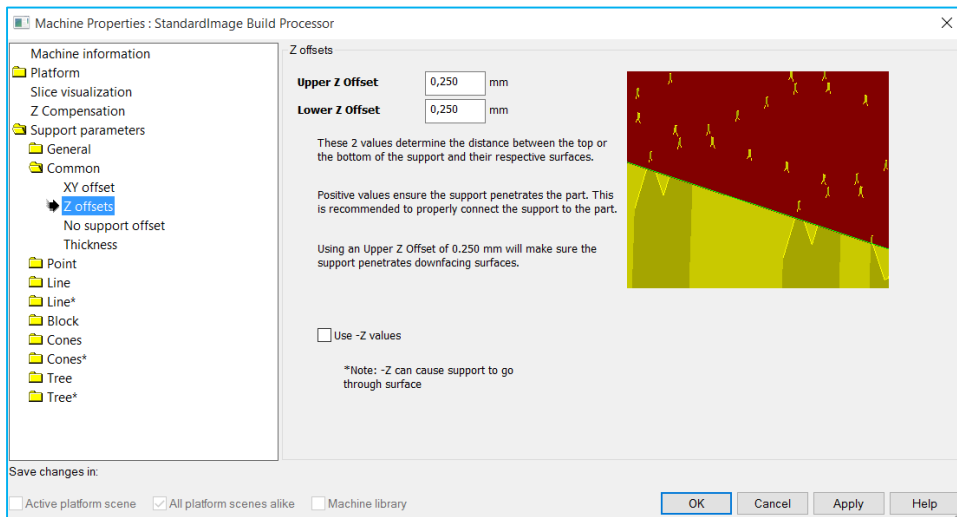 Machine Properties : StandardImage Build Processor
Machine information
Platform
Slice visualization
Z Compensation
Support parameters
General
Common
XY offset
Z offsets
No support offset
Thickness
Point
Line
Line*
Block
Cones
Cones*
Tree
Tree*
Z offsets
Upper Z Offset 0,250 mm
Lower Z Offset 0,250 mm
These 2 values determine the distance between the top or
the bottom of the support and their respective surfaces.
Positive values ensure the support penetrates the part. This
is recommended to properly connect the support to the part.
Using an Upper Z Offset of 0.250 mm will make sure the
support penetrates downfacing surfaces.
Use -Z values
*Note: -Z can cause support to go
through surface
Save changes in:
Active platform scene All platform scenes alike Machine library
OK Cancel Apply Help